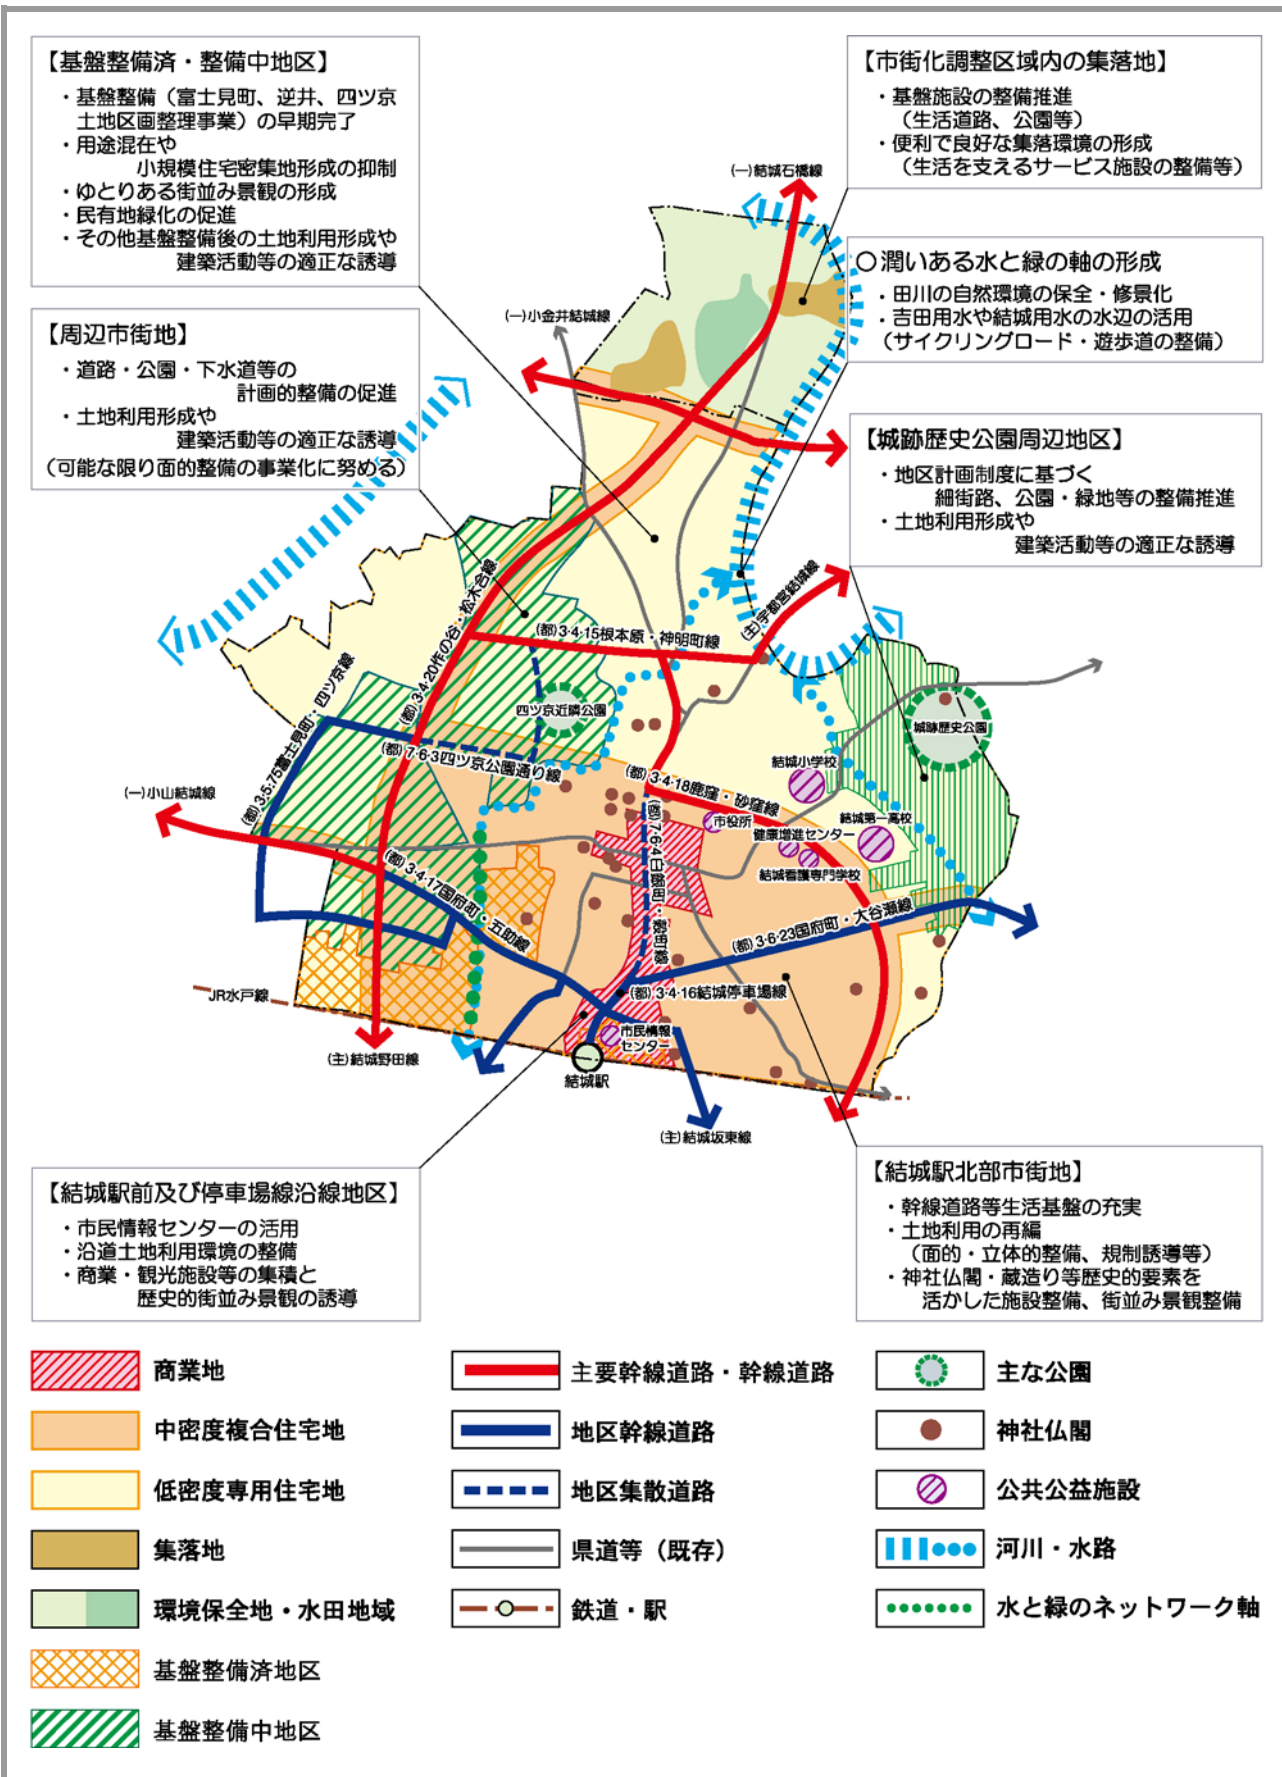 【基盤整備済・整備中地区】
・基盤整備（富士見町、逆井、四ツ京
土地区画整理事業）の早期完了
・用途混在や
小規模住宅密集地形成の抑制
・ゆとりある街並み景観の形成
・民有地緑化の促進
・その他基盤整備後の土地利用形成や
建築活動等の適正な誘導
【市街化調整区域内の集落地】
・基盤施設の整備推進
（生活道路、公園等）
・便利で良好な集落環境の形成
（生活を支えるサービス施設の整備等）
○潤いある水と緑の軸の形成
・田川の自然環境の保全・修景化
・吉田用水や結城用水の水辺の活用
（サイクリングロード・遊歩道の整備）
【周辺市街地】
・道路・公園・下水道等の
計画的整備の促進
・土地利用形成や
建築活動等の適正な誘導
（可能な限り面的整備の事業化に努める）
【城跡歴史公園周辺地区】
・地区計画制度に基づく
細街路、公園・緑地等の整備推進
・土地利用形成や
建築活動等の適正な誘導
(一)結城石橋線
(一)小金井結城線
(主)宇都宮結城線
(都)3・4・15根本原・神明町線
(都)3・4・20作の谷・松木合線
(都)3・5・75富士見町・四ツ京線
四ツ京近隣公園
城跡歴史公園
(都)7・6・3四ツ京公園通り線
結城小学校
(都)3・4・18鹿窪・砂窪線
(一)小山結城線
市役所
健康増進センター
結城第一高校
結城看護専門学校
(都)7・6・4白銀町・穀町線
(都)3・4・17国府町・五助線
(都)3・6・23国府町・大谷瀬線
JR水戸線
(都)3・4・16結城停車場線
市民情報
センター
(主)結城野田線
結城駅
(主)結城坂東線
【結城駅前及び停車場線沿線地区】
・市民情報センターの活用
・沿道土地利用環境の整備
・商業・観光施設等の集積と
歴史的街並み景観の誘導
【結城駅北部市街地】
・幹線道路等生活基盤の充実
・土地利用の再編
（面的・立体的整備、規制誘導等）
・神社仏閣・蔵造り等歴史的要素を
活かした施設整備、街並み景観整備
商業地
中密度複合住宅地
低密度専用住宅地
集落地
環境保全地・水田地域
基盤整備済地区
基盤整備中地区
主要幹線道路・幹線道路
地区幹線道路
地区集散道路
県道等（既存）
鉄道・駅
主な公園
神社仏閣
公共公益施設
河川・水路
水と緑のネットワーク軸